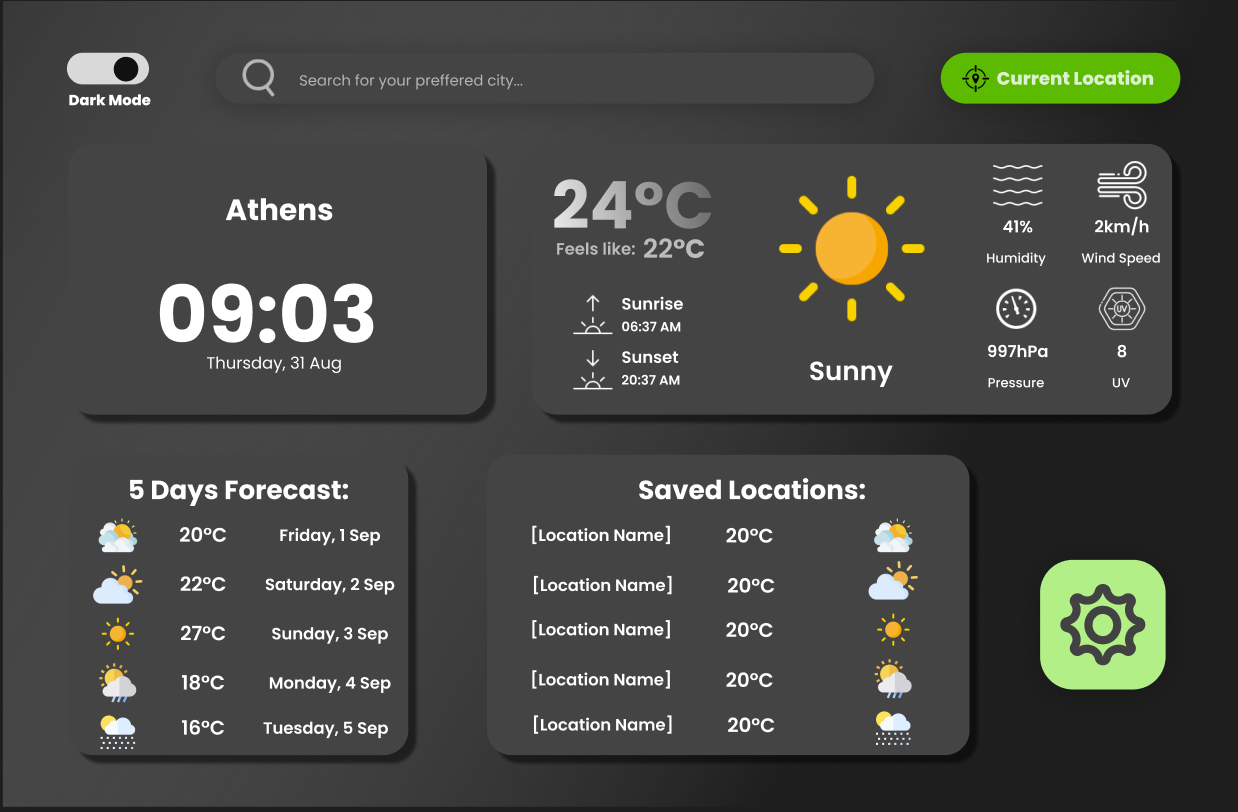 Dark Mode
Search for your preffered city...
Current Location
Athens
09:03
Thursday, 31 Aug
24°C
Feels like: 22°C
Sunrise
06:37 AM
Sunset
20:37 AM
Sunny
41%
Humidity
2km/h
Wind Speed
997hPa
Pressure
UV
8
UV
5 Days Forecast:
20°C Friday, 1 Sep
22°C Saturday, 2 Sep
27°C Sunday, 3 Sep
18°C Monday, 4 Sep
16°C Tuesday, 5 Sep
Saved Locations:
[Location Name] 20°C
[Location Name] 20°C
[Location Name] 20°C
[Location Name] 20°C
[Location Name] 20°C